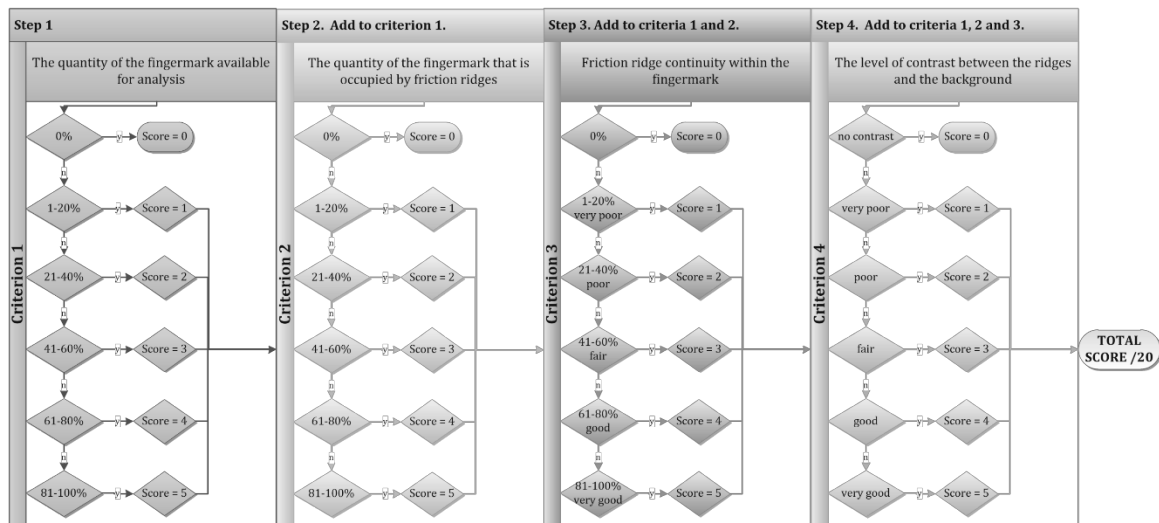 Step 1
Step 2. Add to criterion 1.
Step 3. Add to criteria 1 and 2.
Step 4. Add to criteria 1, 2 and 3.
Criterion 1
The quantity of the fingermark available
for analysis
0%
y
Score = 0
n
1-20%
y
Score = 1
n
21-40%
y
Score = 2
n
41-60%
y
Score = 3
n
61-80%
y
Score = 4
n
81-100%
y
Score = 5
Criterion 2
The quantity of the fingermark that is
occupied by friction ridges
0%
y
Score = 0
n
1-20%
y
Score = 1
n
21-40%
y
Score = 2
n
41-60%
y
Score = 3
n
61-80%
y
Score = 4
n
81-100%
y
Score = 5
Criterion 3
Friction ridge continuity within the
fingermark
0%
y
Score = 0
n
1-20%
very poor
y
Score = 1
n
21-40%
poor
y
Score = 2
n
41-60%
fair
y
Score = 3
n
61-80%
good
y
Score = 4
n
81-100%
very good
y
Score = 5
Criterion 4
The level of contrast between the ridges
and the background
no contrast
y
Score = 0
n
very poor
y
Score = 1
n
poor
y
Score = 2
n
fair
y
Score = 3
n
good
y
Score = 4
n
very good
y
Score = 5
TOTAL
SCORE /20